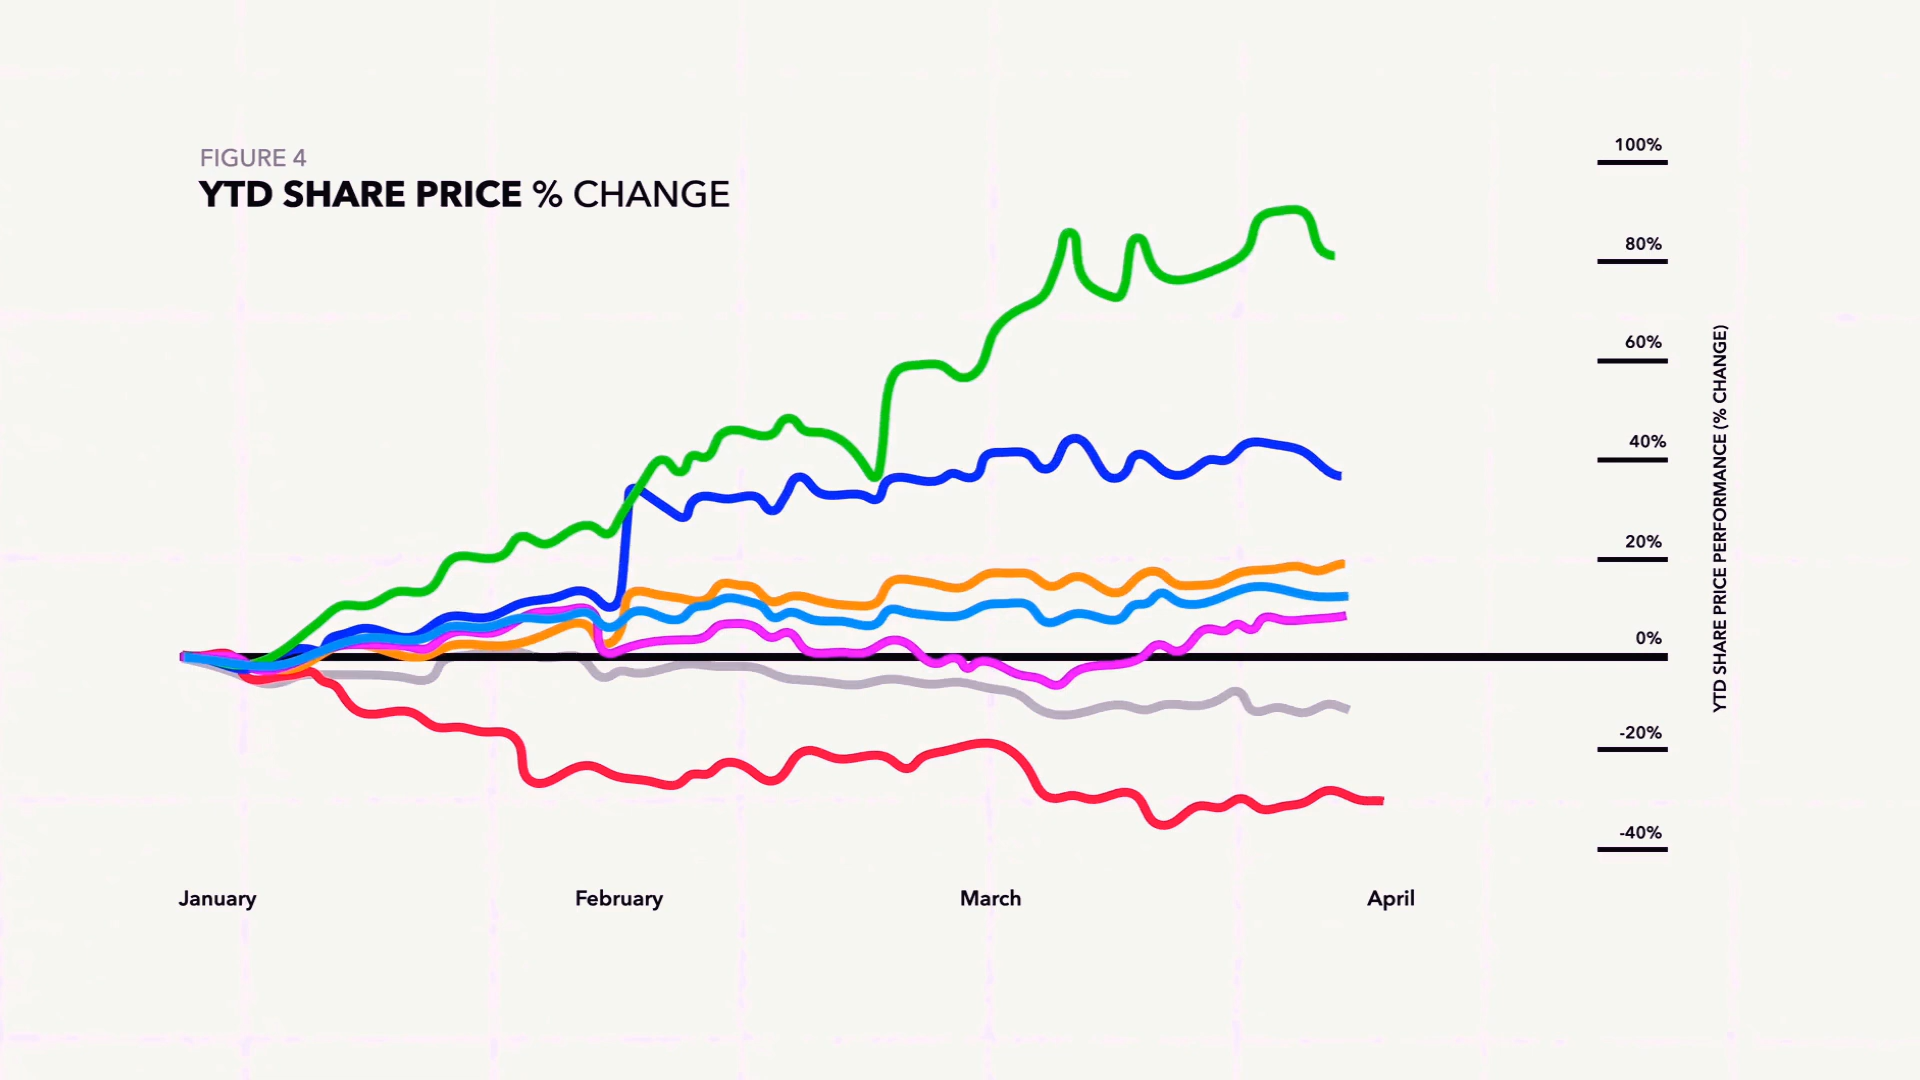 FIGURE 4
YTD SHARE PRICE % CHANGE
100%
80%
60%
40%
20%
0%
-20%
-40%
YTD SHARE PRICE PERFORMANCE (% CHANGE)
January
February
March
April